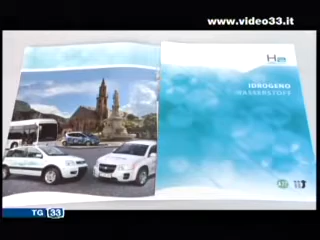 www.video33.it
H2
IDROGENO
WASSERSTOFF
TG 33